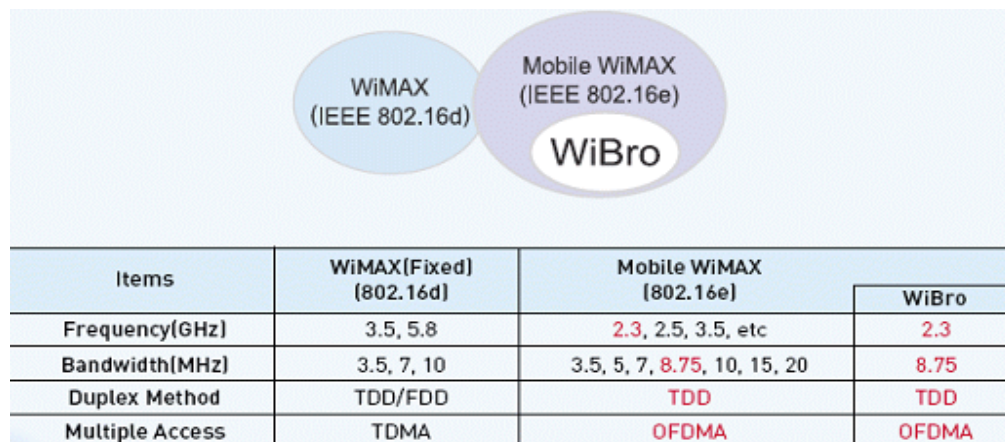 WiMAX
(IEEE 802.16d)
Mobile WiMAX
(IEEE 802.16e)
WiBro
Items
WiMAX(Fixed)
(802.16d)
Mobile WiMAX
(802.16e)
WiBro
Frequency(GHz) 3.5, 5.8 2.3, 2.5, 3.5, etc 2.3
Bandwidth(MHz) 3.5, 7, 10 3.5, 5, 7, 8.75, 10, 15, 20 8.75
Duplex Method TDD/FDD TDD TDD
Multiple Access TDMA OFDMA OFDMA